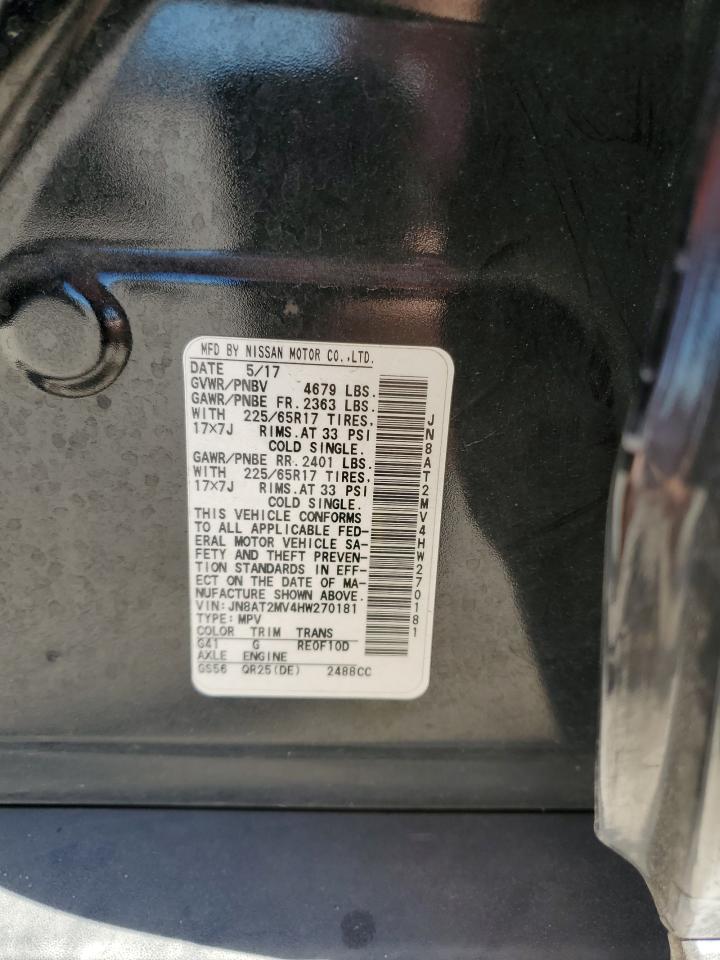 MFD BY NISSAN MOTOR CO.,LTD.
DATE 5/17
GVWR/PNBV 4679 LBS.
GAWR/PNBE FR.2363 LBS.
WITH 225/65R17 TIRES,
17×7J RIMS.AT 33 PSI
COLD SINGLE.
GAWR/PNBE RR.2401 LBS.
WITH 225/65R17 TIRES,
17×7J RIMS.AT 33 PSI
COLD SINGLE.
THIS VEHICLE CONFORMS
TO ALL APPLICABLE FED-
ERAL MOTOR VEHICLE SA-
FETY AND THEFT PREVEN-
TION STANDARDS IN EFF-
ECT ON THE DATE OF MA-
NUFACTURE SHOWN ABOVE.
VIN:JN8AT2MV4HW270181
TYPE:MPV
COLOR TRIM TRANS
G41 G RE0F10D
AXLE ENGINE
GS56 QR25(DE) 2488CC
JN8AT2MV4HW270181